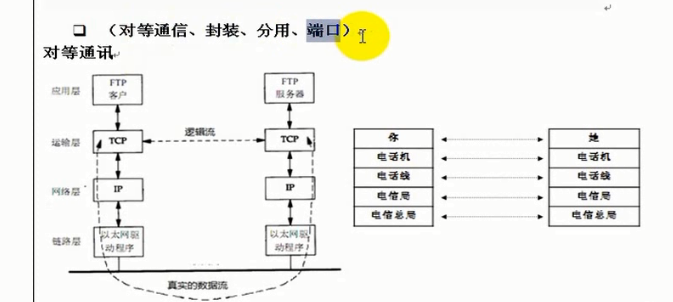 (对等通信、封装、分用、端口)
对等通讯
应用层 FTP 客户 FTP 服务器
运输层 TCP 逻辑流 TCP
网络层 IP IP
链路层 以太网驱动程序 以太网驱动程序
真实的数据流
你 她
电话机 电话机
电话线 电话线
电信局 电信局
电信总局 电信总局